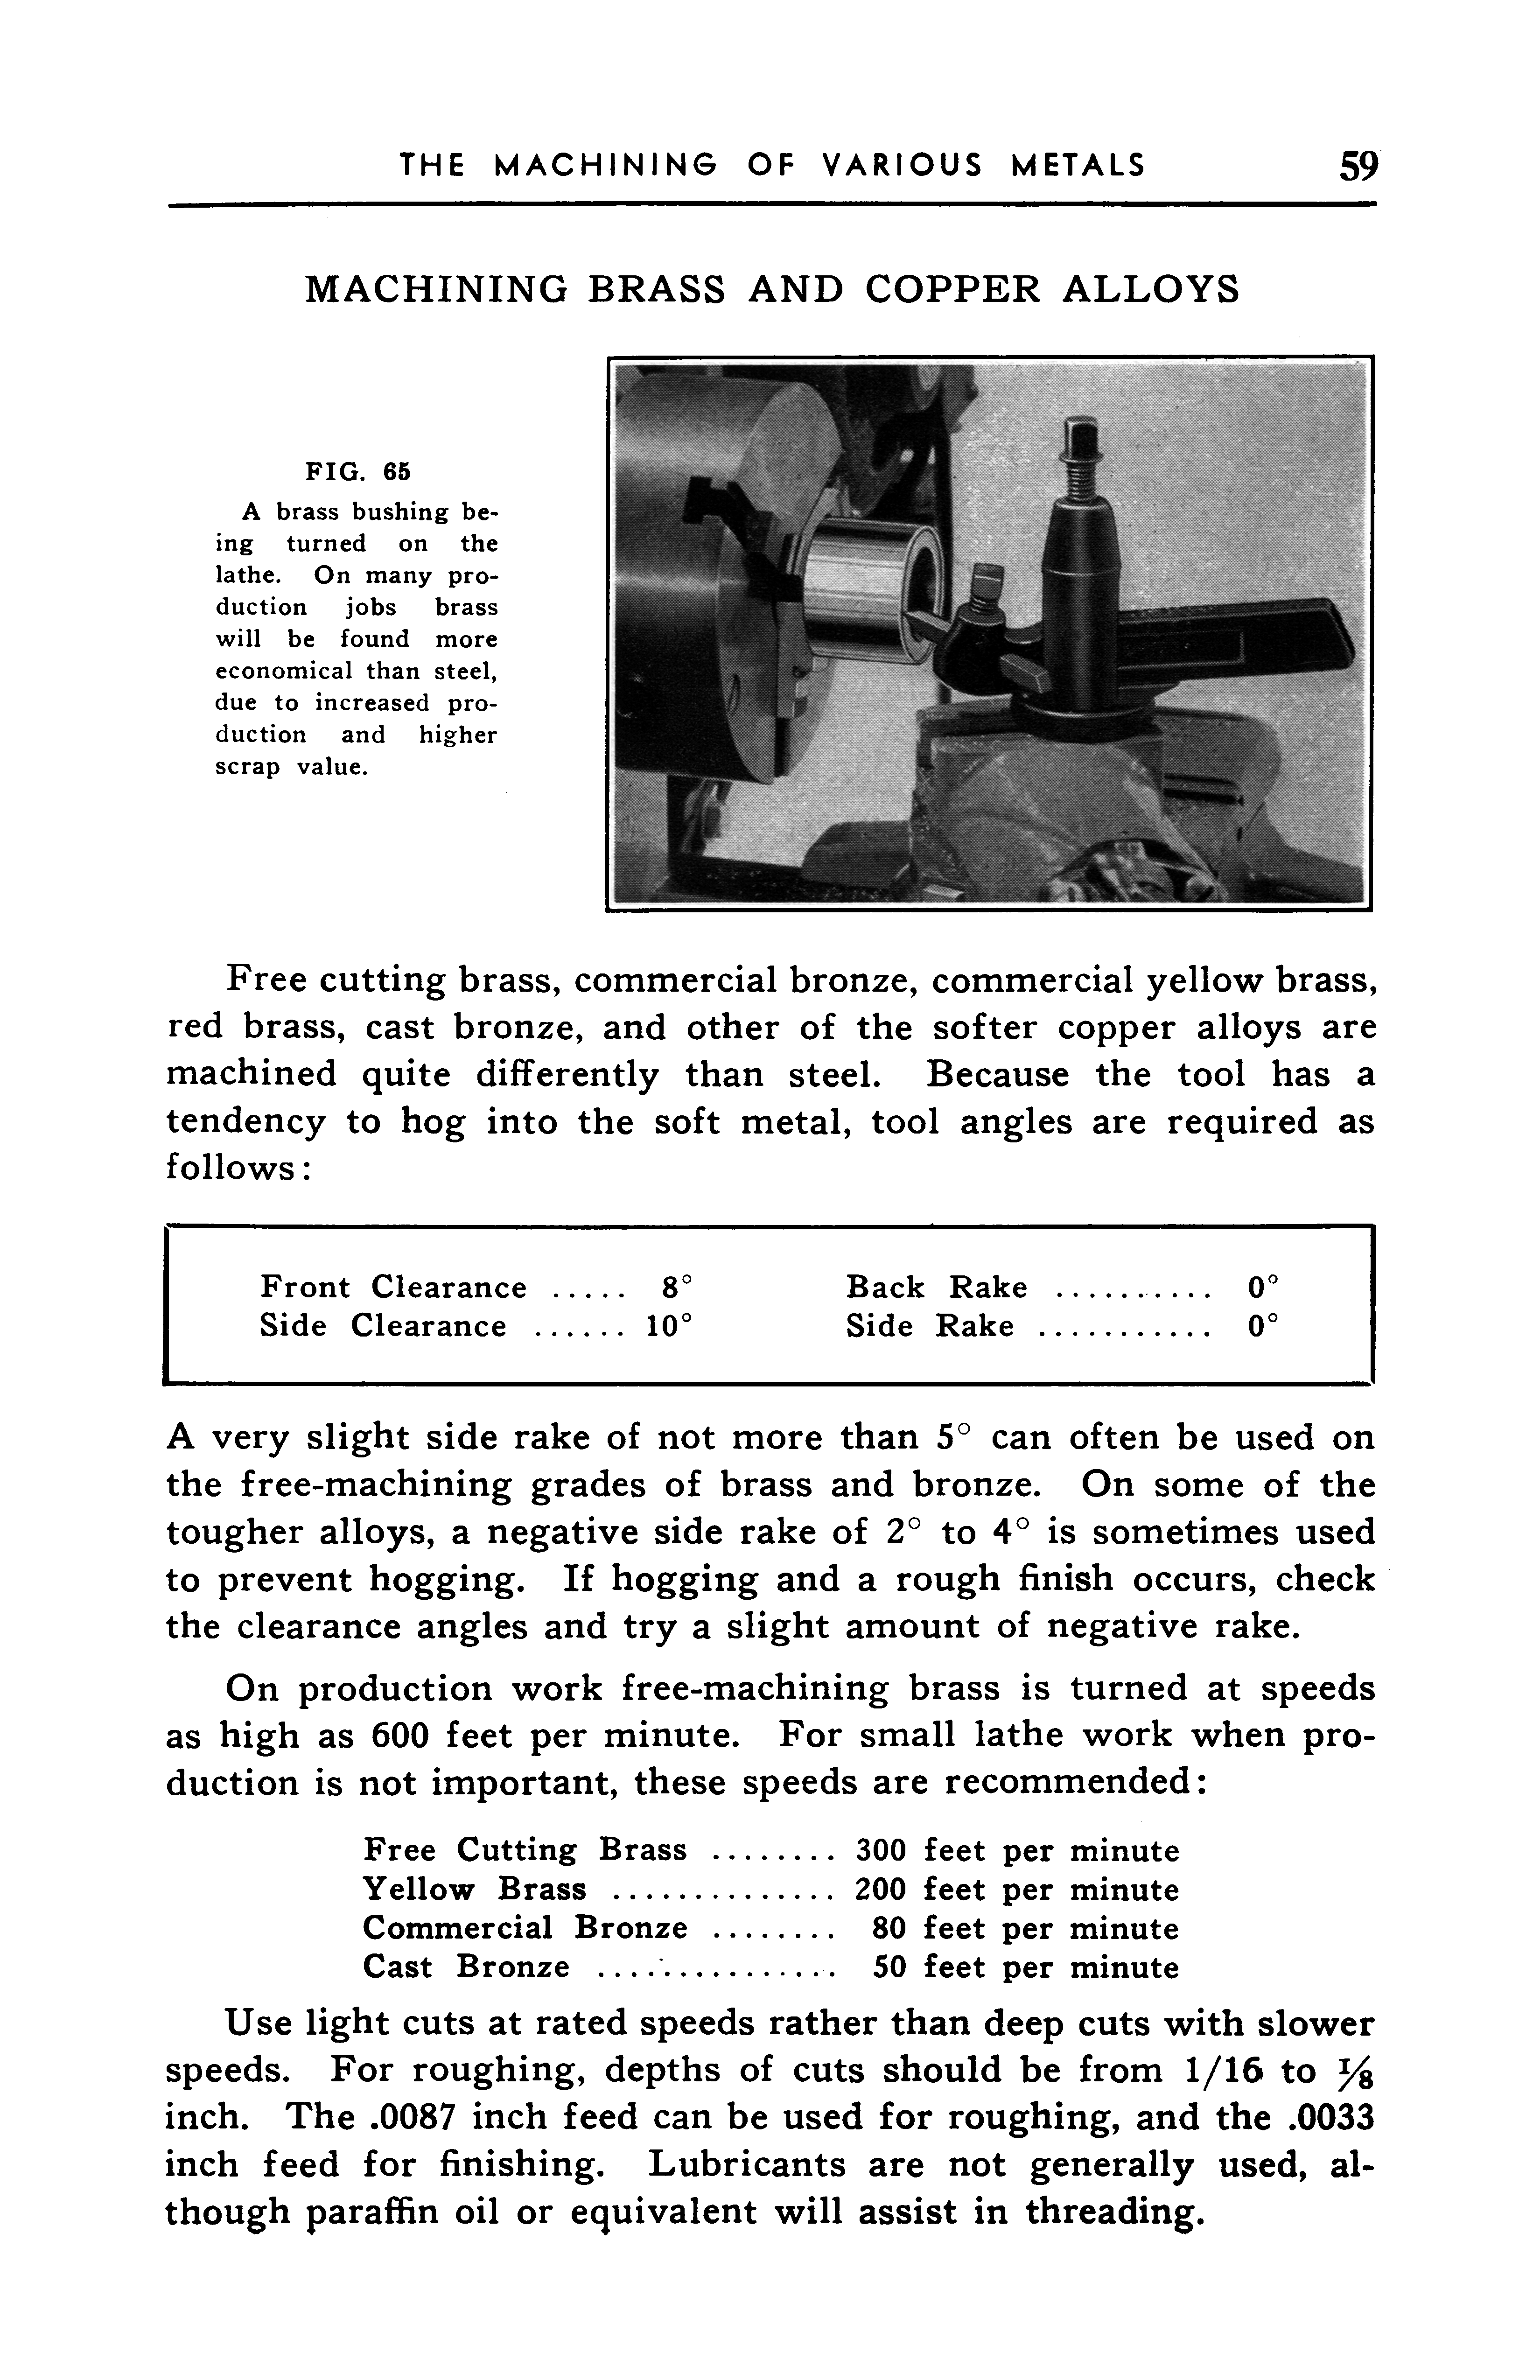 THE MACHINING OF VARIOUS METALS 59
MACHINING BRASS AND COPPER ALLOYS
FIG. 65
A brass bushing be-
ing turned on the
lathe. On many pro-
duction jobs brass
will be found more
economical than steel,
due to increased pro-
duction and higher
scrap value.
Free cutting brass, commercial bronze, commercial yellow brass,
red brass, cast bronze, and other of the softer copper alloys are
machined quite differently than steel. Because the tool has a
tendency to hog into the soft metal, tool angles are required as
follows:
Front Clearance ..... 8° Back Rake .......... 0°
Side Clearance ...... 10° Side Rake ........... 0°
A very slight side rake of not more than 5° can often be used on
the free-machining grades of brass and bronze. On some of the
tougher alloys, a negative side rake of 2° to 4° is sometimes used
to prevent hogging. If hogging and a rough finish occurs, check
the clearance angles and try a slight amount of negative rake.
On production work free-machining brass is turned at speeds
as high as 600 feet per minute. For small lathe work when pro-
duction is not important, these speeds are recommended:
Free Cutting Brass ........ 300 feet per minute
Yellow Brass .............. 200 feet per minute
Commercial Bronze ........ 80 feet per minute
Cast Bronze ............... 50 feet per minute
Use light cuts at rated speeds rather than deep cuts with slower
speeds. For roughing, depths of cuts should be from 1/16 to ⅛
inch. The .0087 inch feed can be used for roughing, and the .0033
inch feed for finishing. Lubricants are not generally used, al-
though paraffin oil or equivalent will assist in threading.